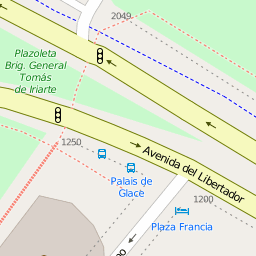 2049
Plazoleta
Brig. General
Tomás
de Iriarte
1250
Avenida del Libertador
Palais de
Glace
1200
Plaza Francia